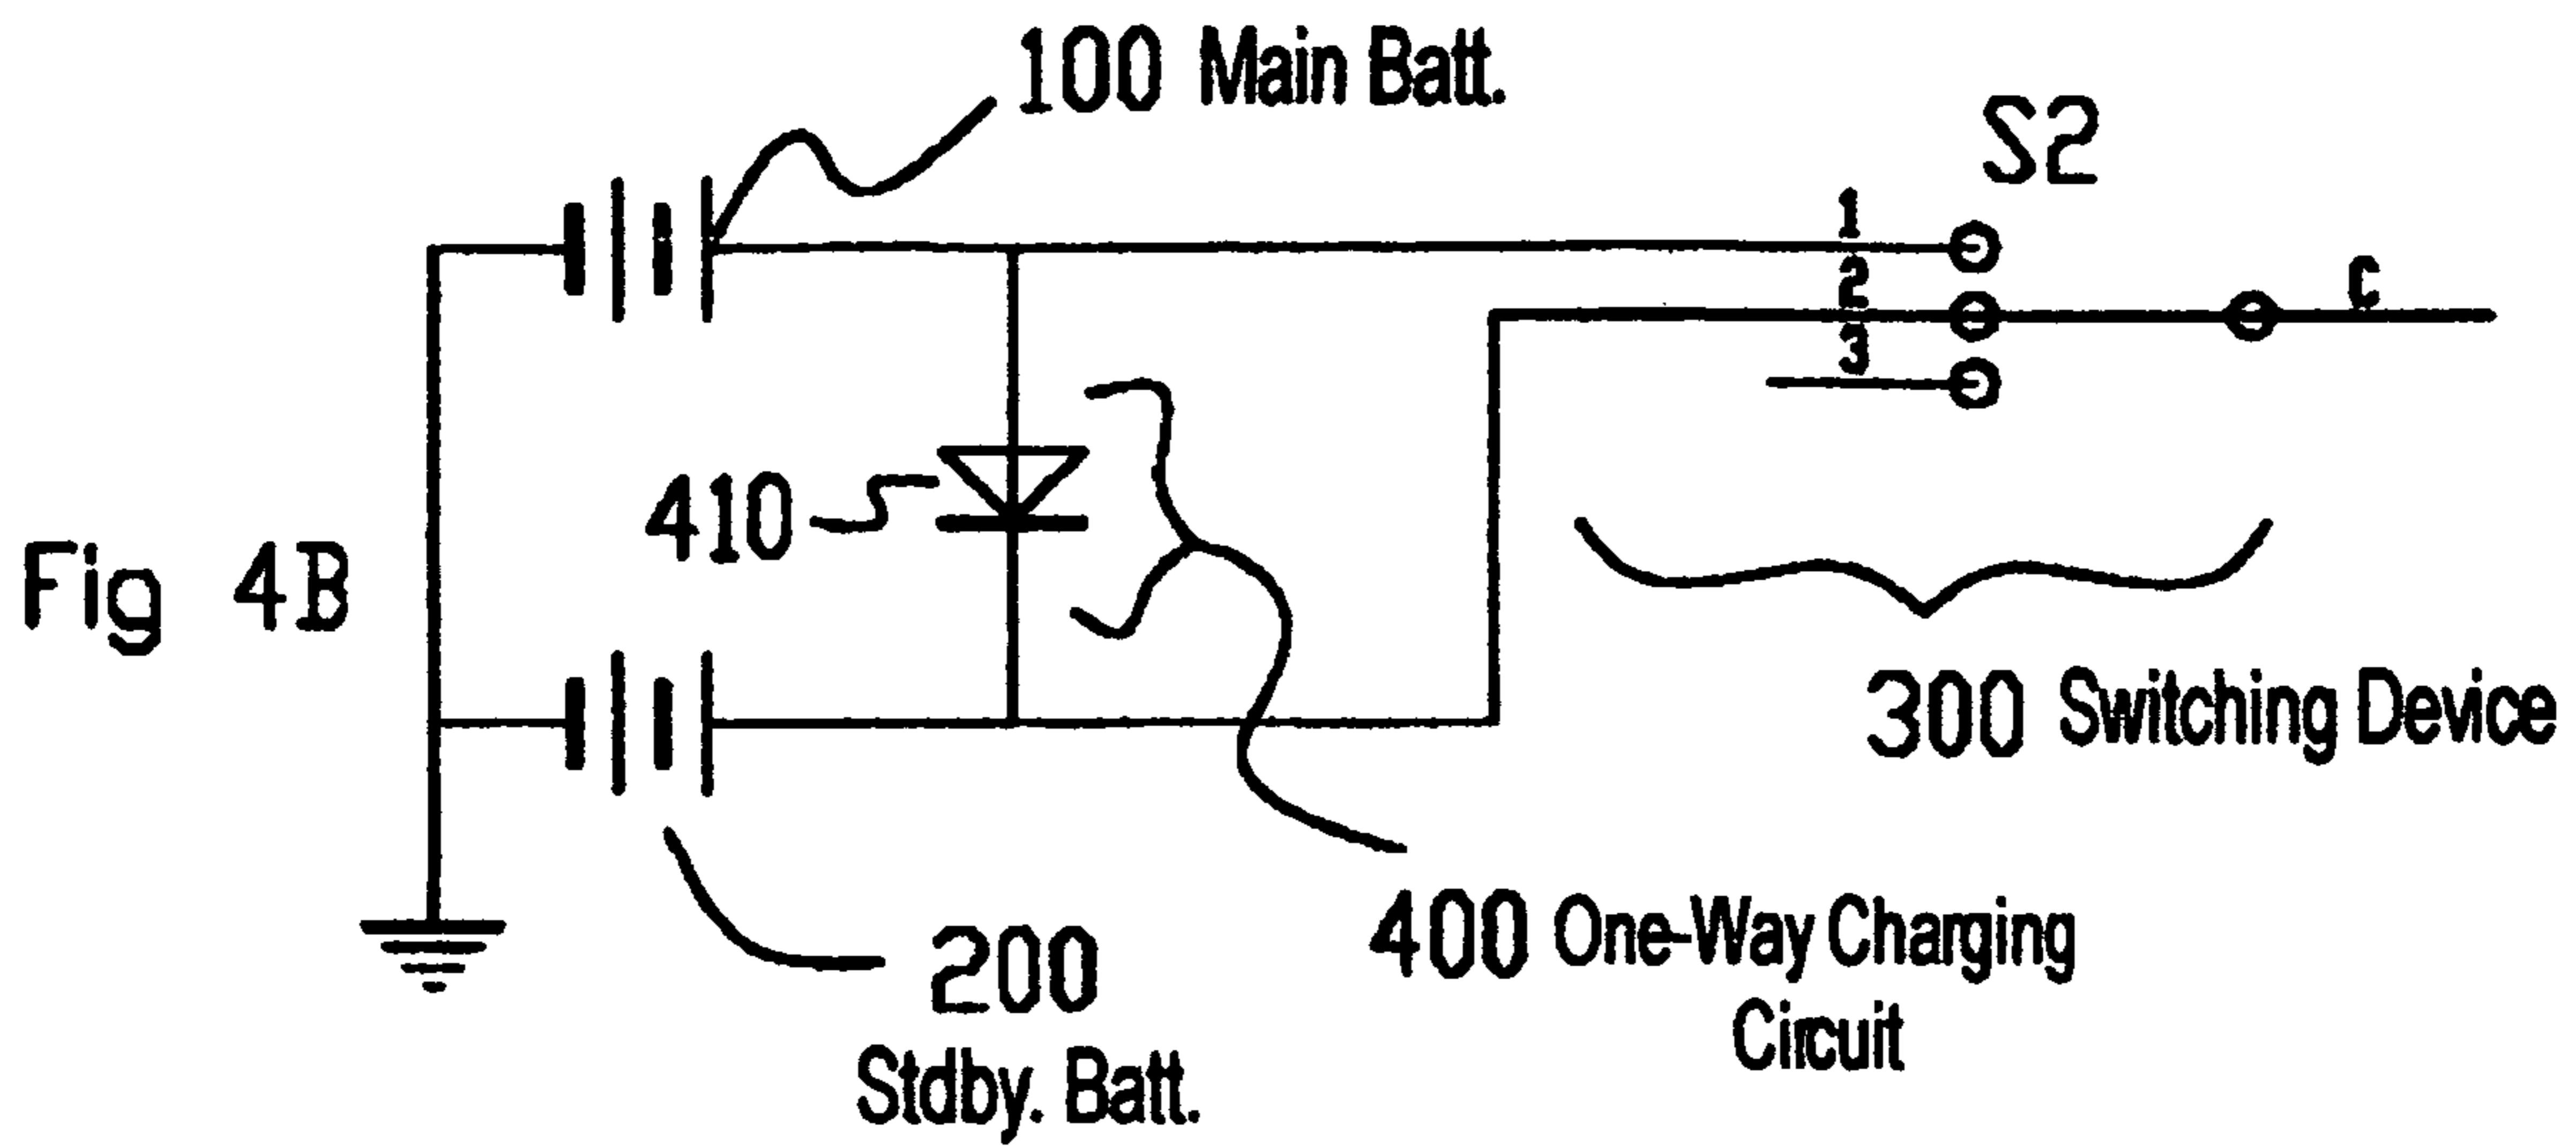 100 Main Batt.
S2
1
2
C
3
410
Fig 4B
300 Switching Device
400 One-Way Charging
Circuit
200
Stdby. Batt.